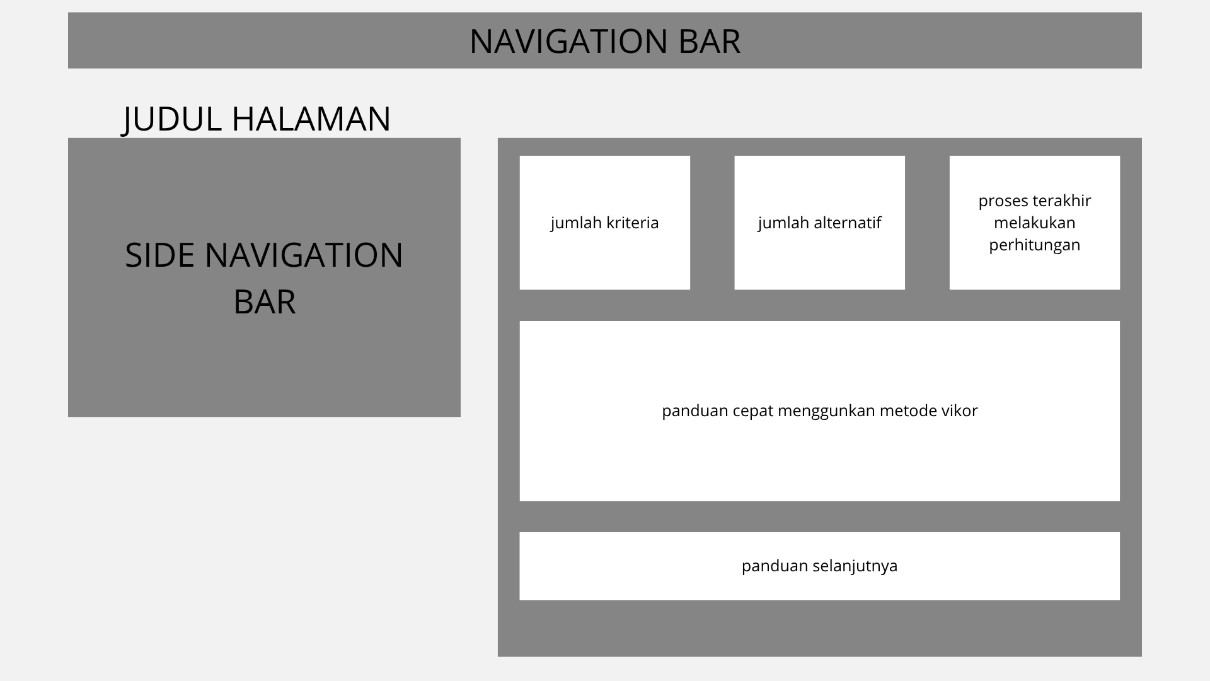 NAVIGATION BAR
JUDUL HALAMAN
SIDE NAVIGATION
BAR
jumlah kriteria
jumlah alternatif
proses terakhir
melakukan
perhitungan
panduan cepat menggunkan metode vikor
panduan selanjutnya